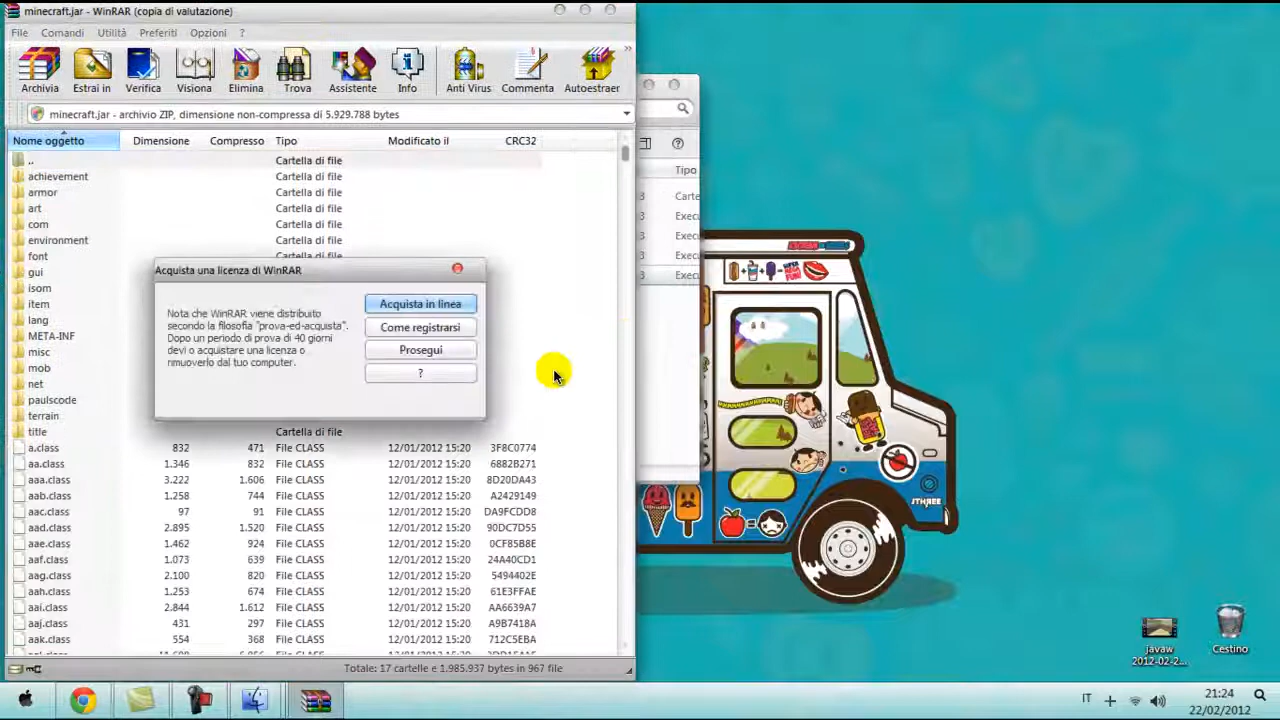 minecraft.jar - WinRAR (copia di valutazione)
File Comandi Utilità Preferiti Opzioni ?
Archivia Estrai in Verifica Visiona Elimina Trova Assistente Info Anti Virus Commenta Autoestraer
minecraft.jar - archivio ZIP, dimensione non-compressa di 5.929.788 bytes
Nome oggetto Dimensione Compresso Tipo Modificato il CRC32
.. Cartella di file
achievement Cartella di file
armor Cartella di file
art Cartella di file
com Cartella di file
environment Cartella di file
font
gui
isom
item
lang
META-INF
misc
mob
net
paulscode
terrain
title Cartella di file
a.class 832 471 File CLASS 12/01/2012 15:20 3F8C0774
aa.class 1.346 832 File CLASS 12/01/2012 15:20 6882B271
aaa.class 3.222 1.606 File CLASS 12/01/2012 15:20 8D20DA43
aab.class 1.258 744 File CLASS 12/01/2012 15:20 A2429149
aac.class 97 91 File CLASS 12/01/2012 15:20 DA9FCDD8
aad.class 2.895 1.520 File CLASS 12/01/2012 15:20 90DC7D55
aae.class 1.462 924 File CLASS 12/01/2012 15:20 0CF85B8E
aaf.class 1.073 639 File CLASS 12/01/2012 15:20 24A40CD1
aag.class 2.100 820 File CLASS 12/01/2012 15:20 5494402E
aah.class 1.253 674 File CLASS 12/01/2012 15:20 61E3FFAE
aai.class 2.844 1.612 File CLASS 12/01/2012 15:20 AA6639A7
aaj.class 431 297 File CLASS 12/01/2012 15:20 A9B7418A
aak.class 554 368 File CLASS 12/01/2012 15:20 712C5EBA
Totale: 17 cartelle e 1.985.937 bytes in 967 file
Acquista una licenza di WinRAR
Nota che WinRAR viene distribuito
secondo la filosofia "prova-ed-acquista".
Dopo un periodo di prova di 40 giorni
devi o acquistare una licenza o
rimuoverlo dal tuo computer.
Acquista in linea
Come registrarsi
Prosegui
?
Tipo
3 Carte
3 Execu
3 Execu
3 Execu
3 Execu
STHREE
javaw
2012-02-2...
Cestino
IT
21:24
22/02/2012